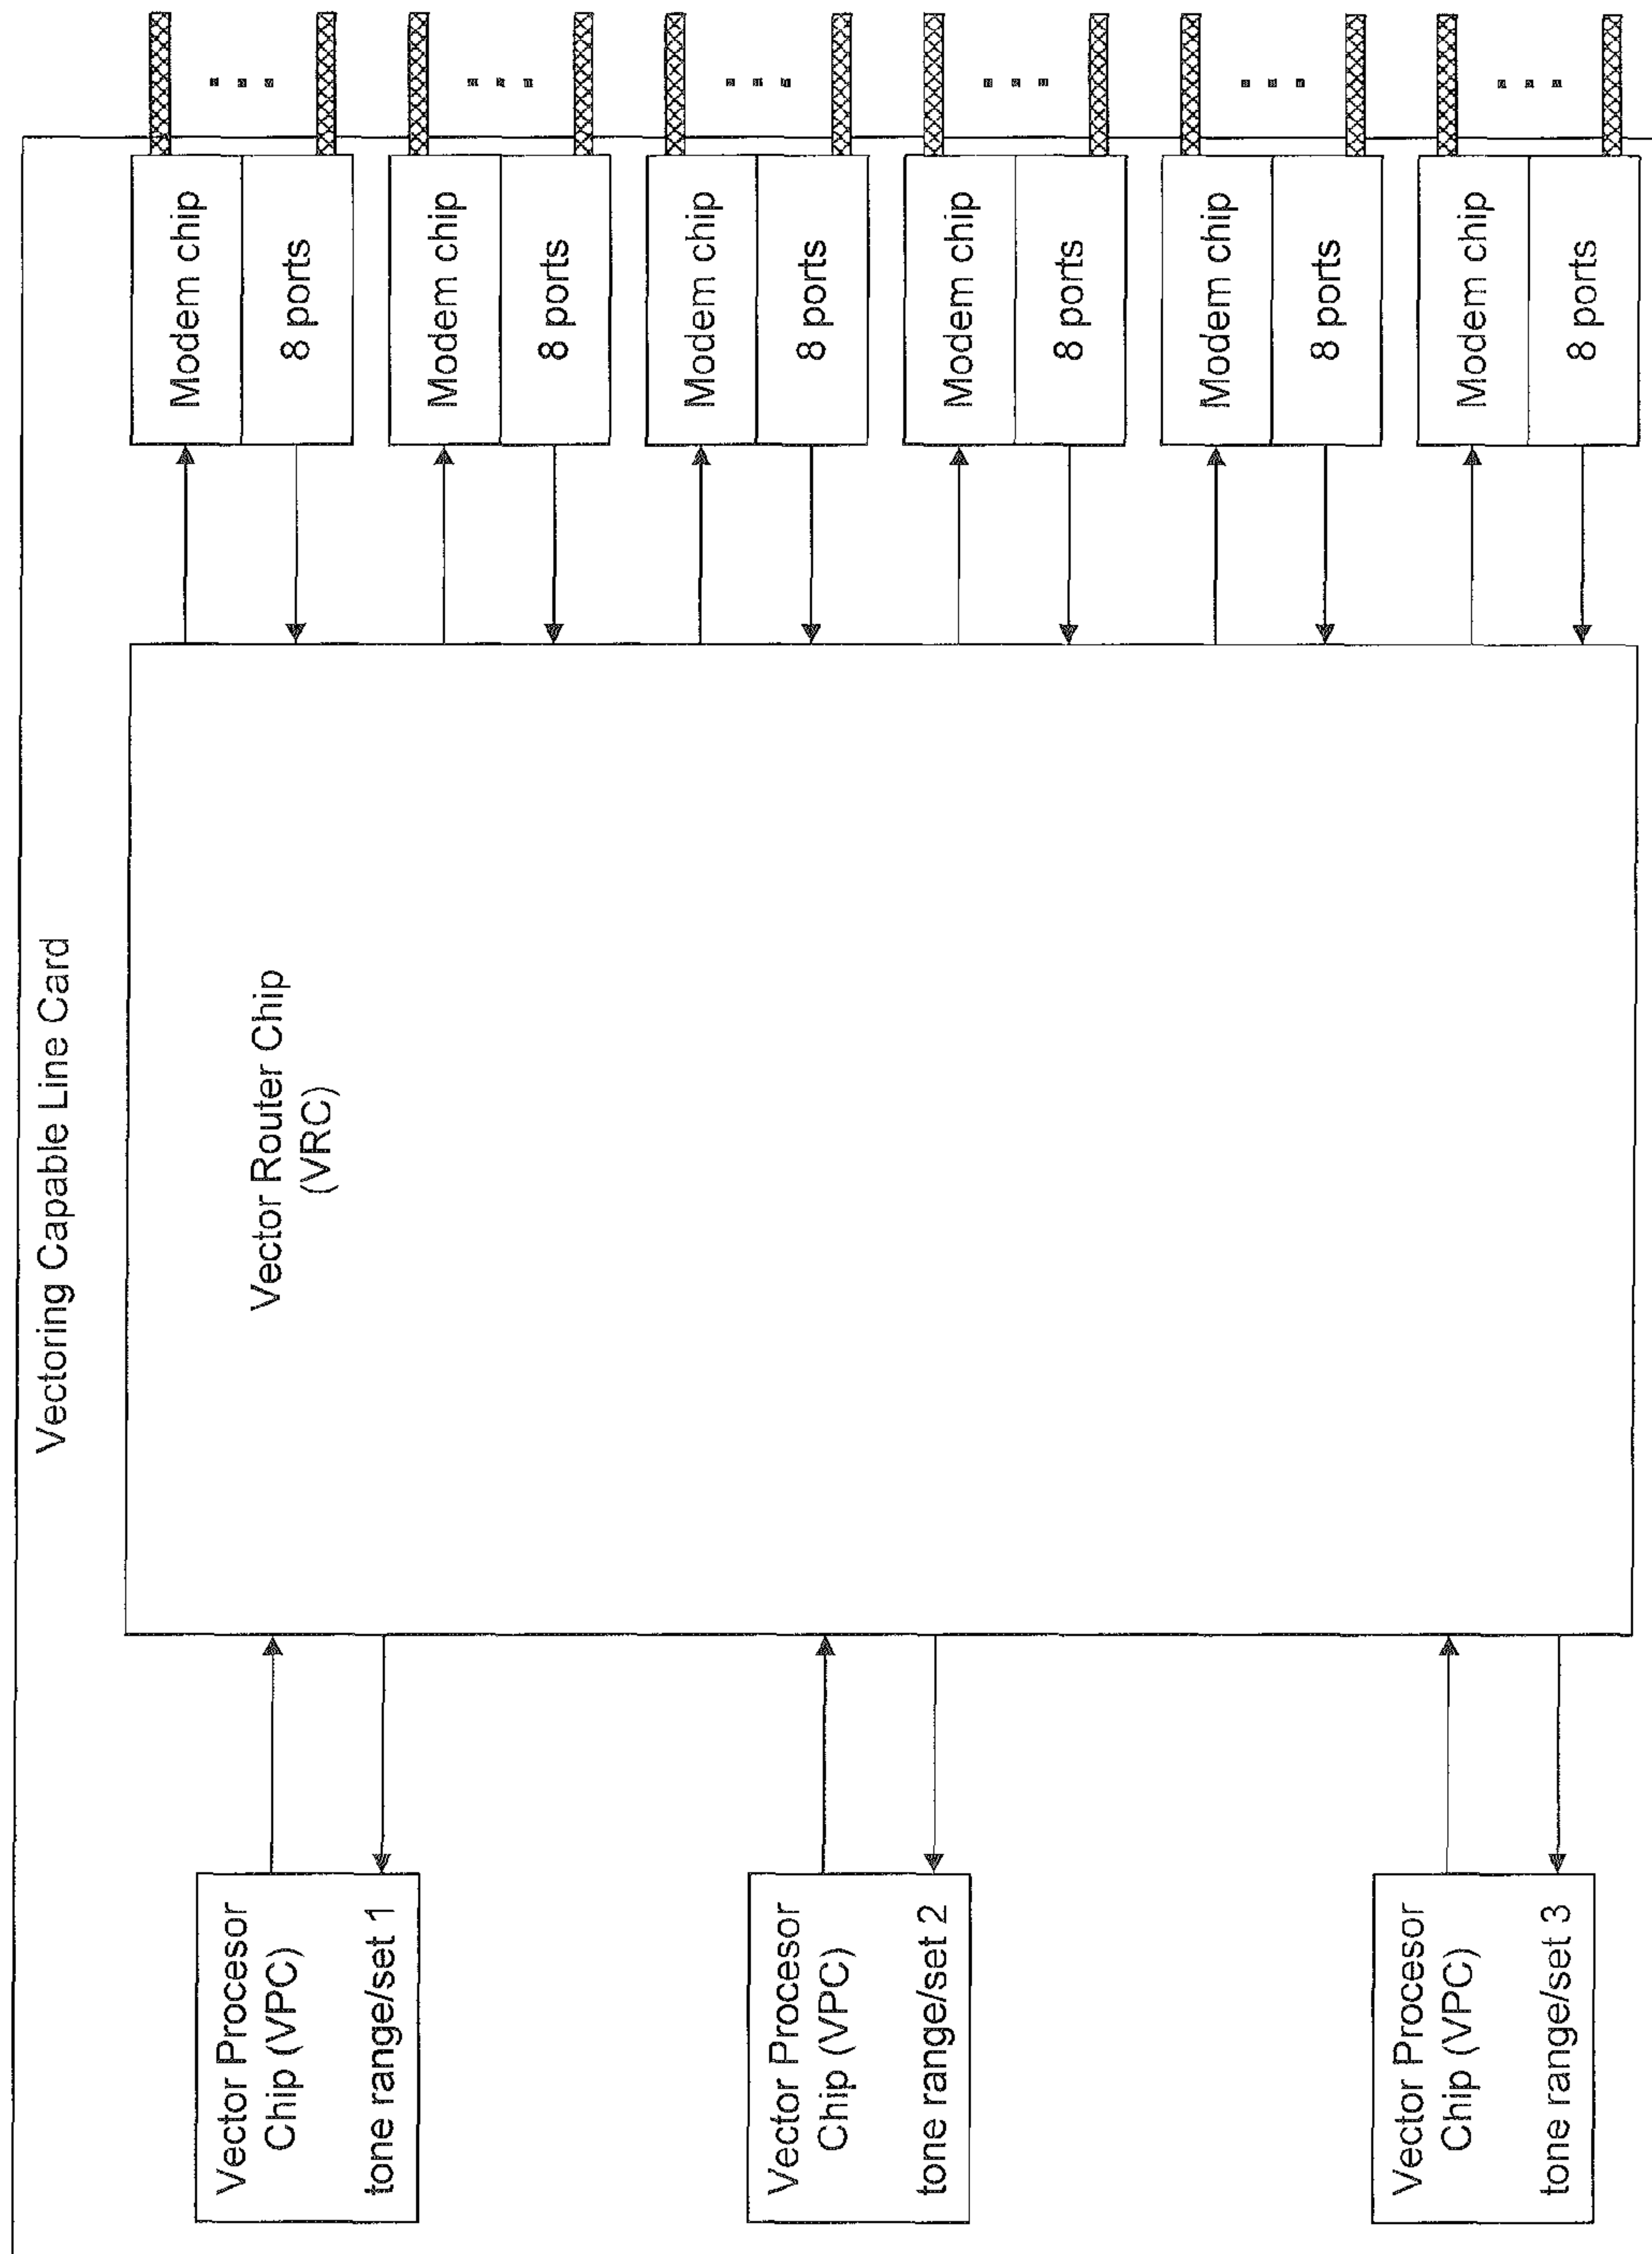 Vectoring Capable Line Card
Vector Procesor
Chip (VPC)
tone range/set 1
Vector Procesor
Chip (VPC)
tone range/set 2
Vector Procesor
Chip (VPC)
tone range/set 3
Vector Router Chip
(VRC)
Modem chip
8 ports
Modem chip
8 ports
Modem chip
8 ports
Modem chip
8 ports
Modem chip
8 ports
Modem chip
8 ports